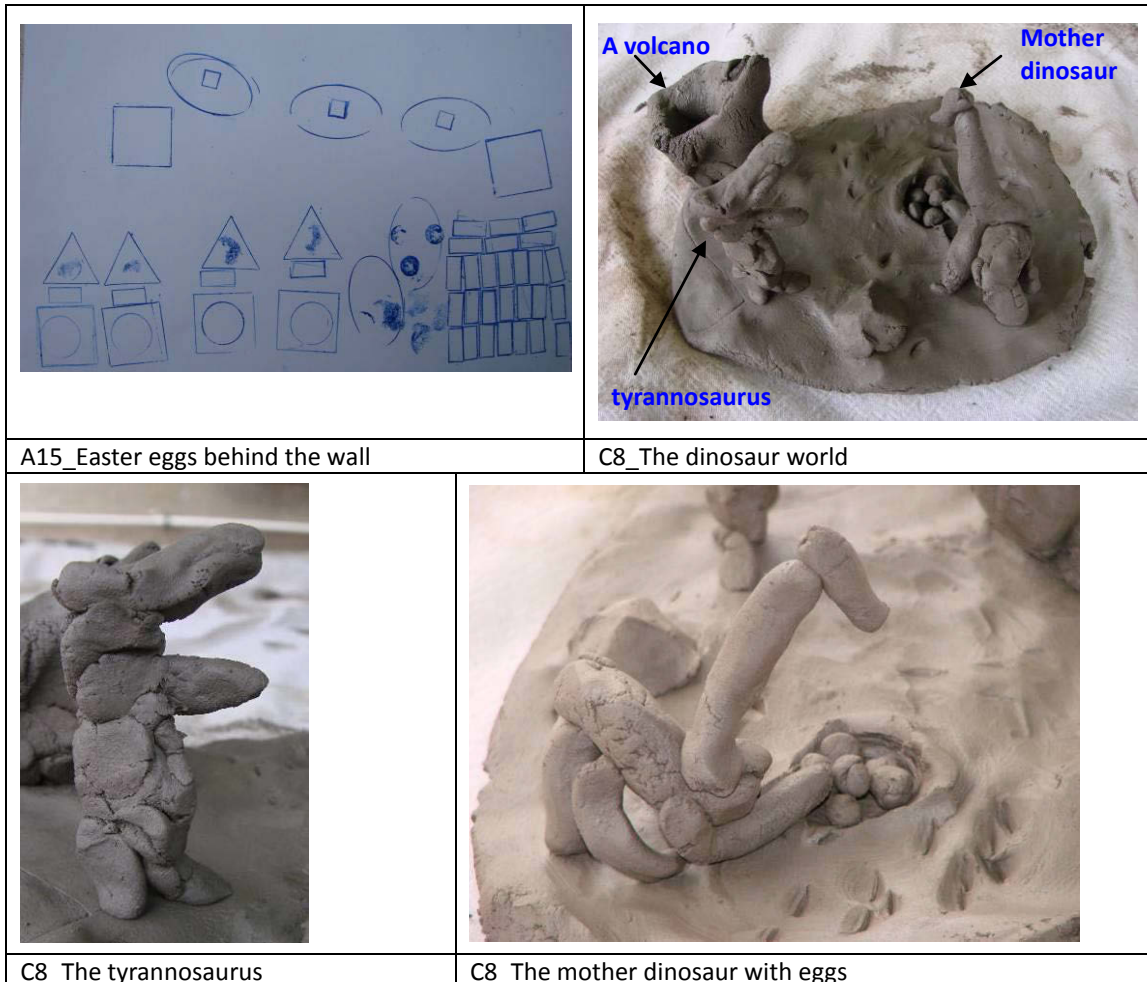 A volcano
Mother
dinosaur
tyrannosaurus
A15_Easter eggs behind the wall
C8_The dinosaur world
C8_The tyrannosaurus
C8_The mother dinosaur with eggs